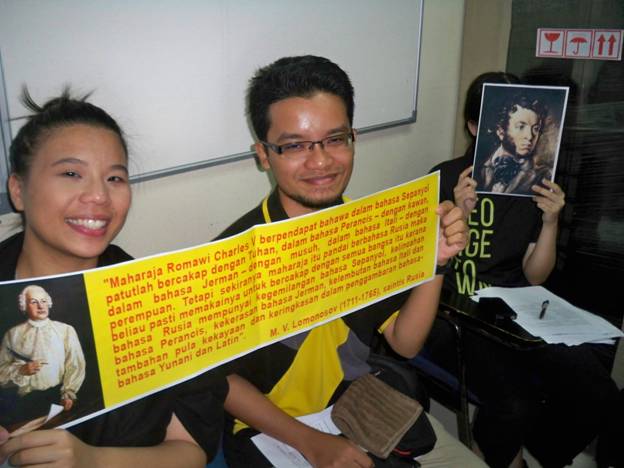 "Maharaja Romawi Charles V berpendapat bahawa dalam bahasa Sepanyol
patutlah bercakap dengan Tuhan, dalam bahasa Perancis – dengan kawan,
dalam bahasa Jerman – dengan musuh, dalam bahasa Itali – dengan
perempuan. Tetapi sekiranya maharaja itu pandai berbahasa Rusia maka
beliau pasti memakainya untuk bercakap dengan semua bangsa itu kerana
bahasa Rusia mempunyai kegemilangan bahasa Sepanyol, kelincahan
bahasa Perancis, kekerasan bahasa Jerman, kelembutan bahasa Itali dan
tambahan pula kekayaan dan keringkasan dalam penggambaran bahasa-
bahasa Yunani dan Latin".
M. V. Lomonosov (1711-1765), saintis Rusia